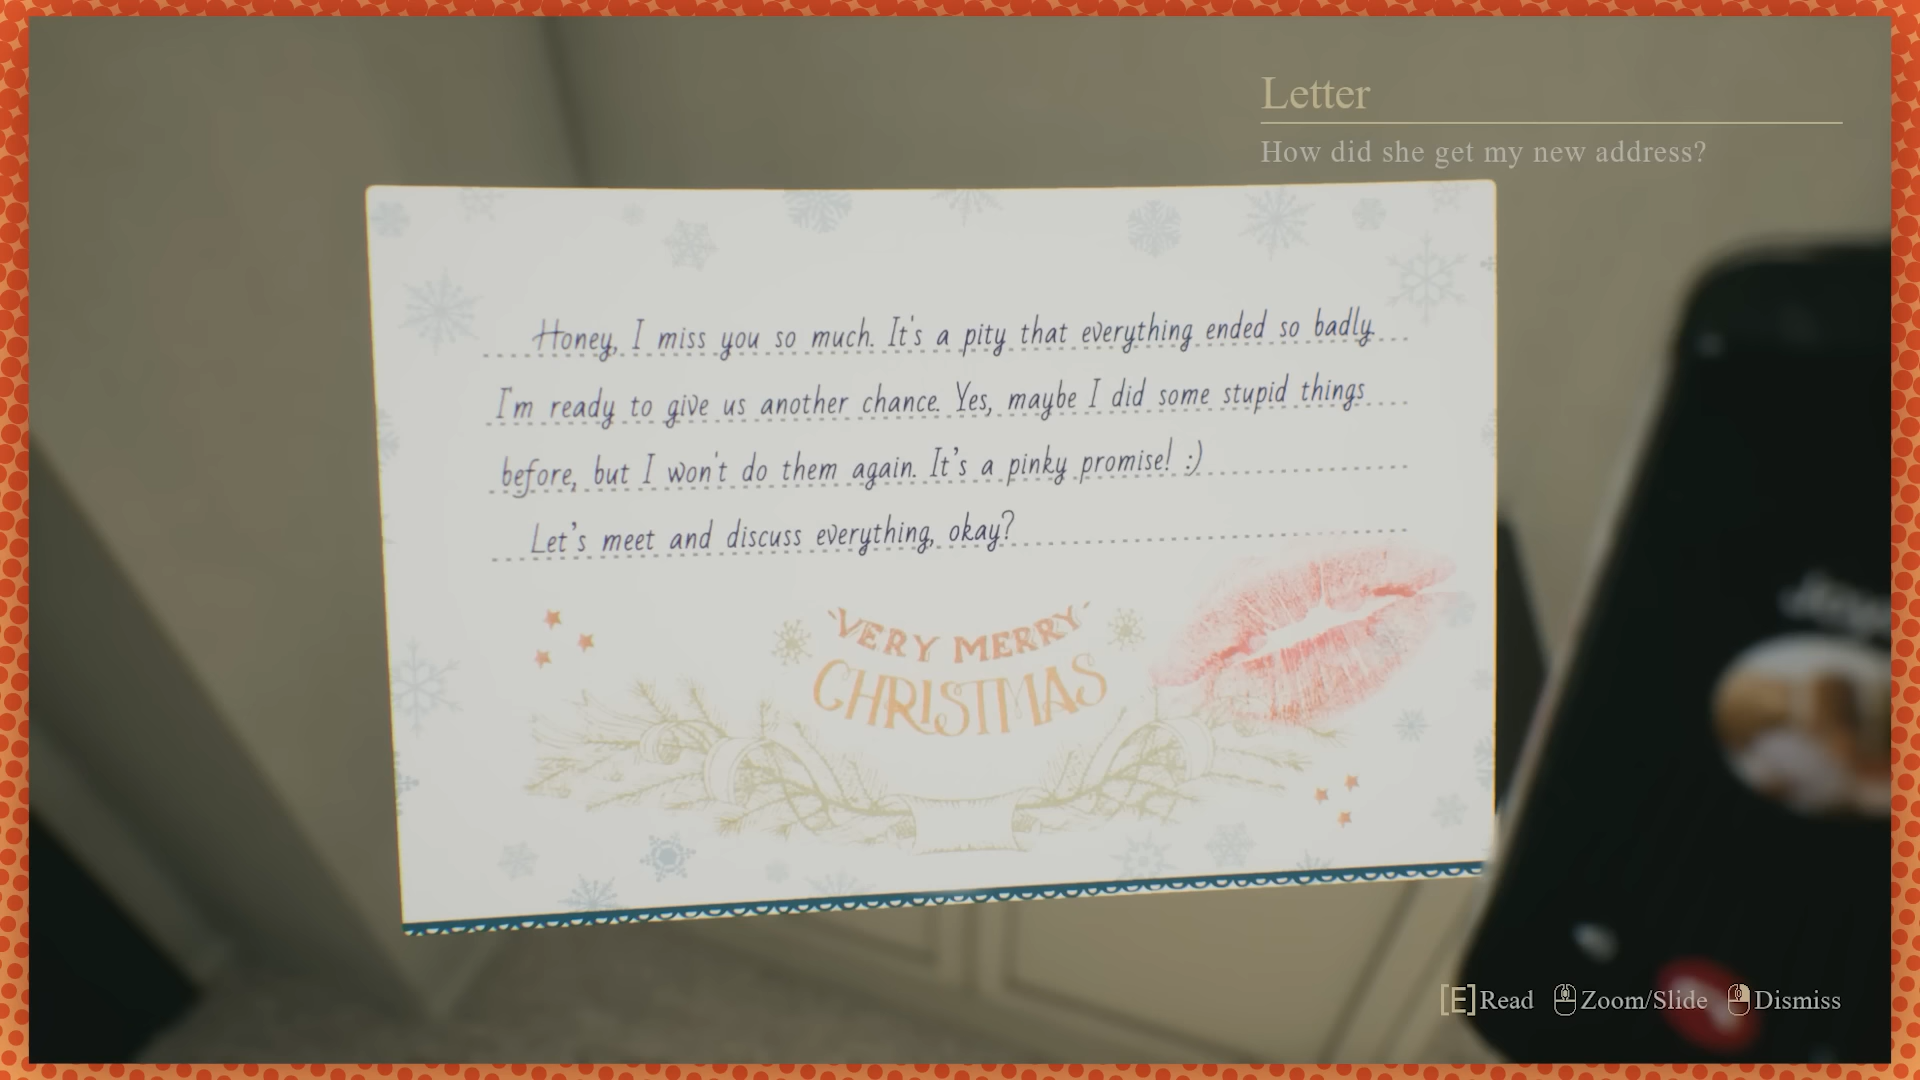 Letter
How did she get my new address?
Honey, I miss you so much. It's a pity that everything ended so badly.
I'm ready to give us another chance. Yes, maybe I did some stupid things
before, but I won't do them again. It's a pinky promise! :)
Let's meet and discuss everything, okay?
VERY MERRY
CHRISTMAS
[E]Read Zoom/Slide Dismiss